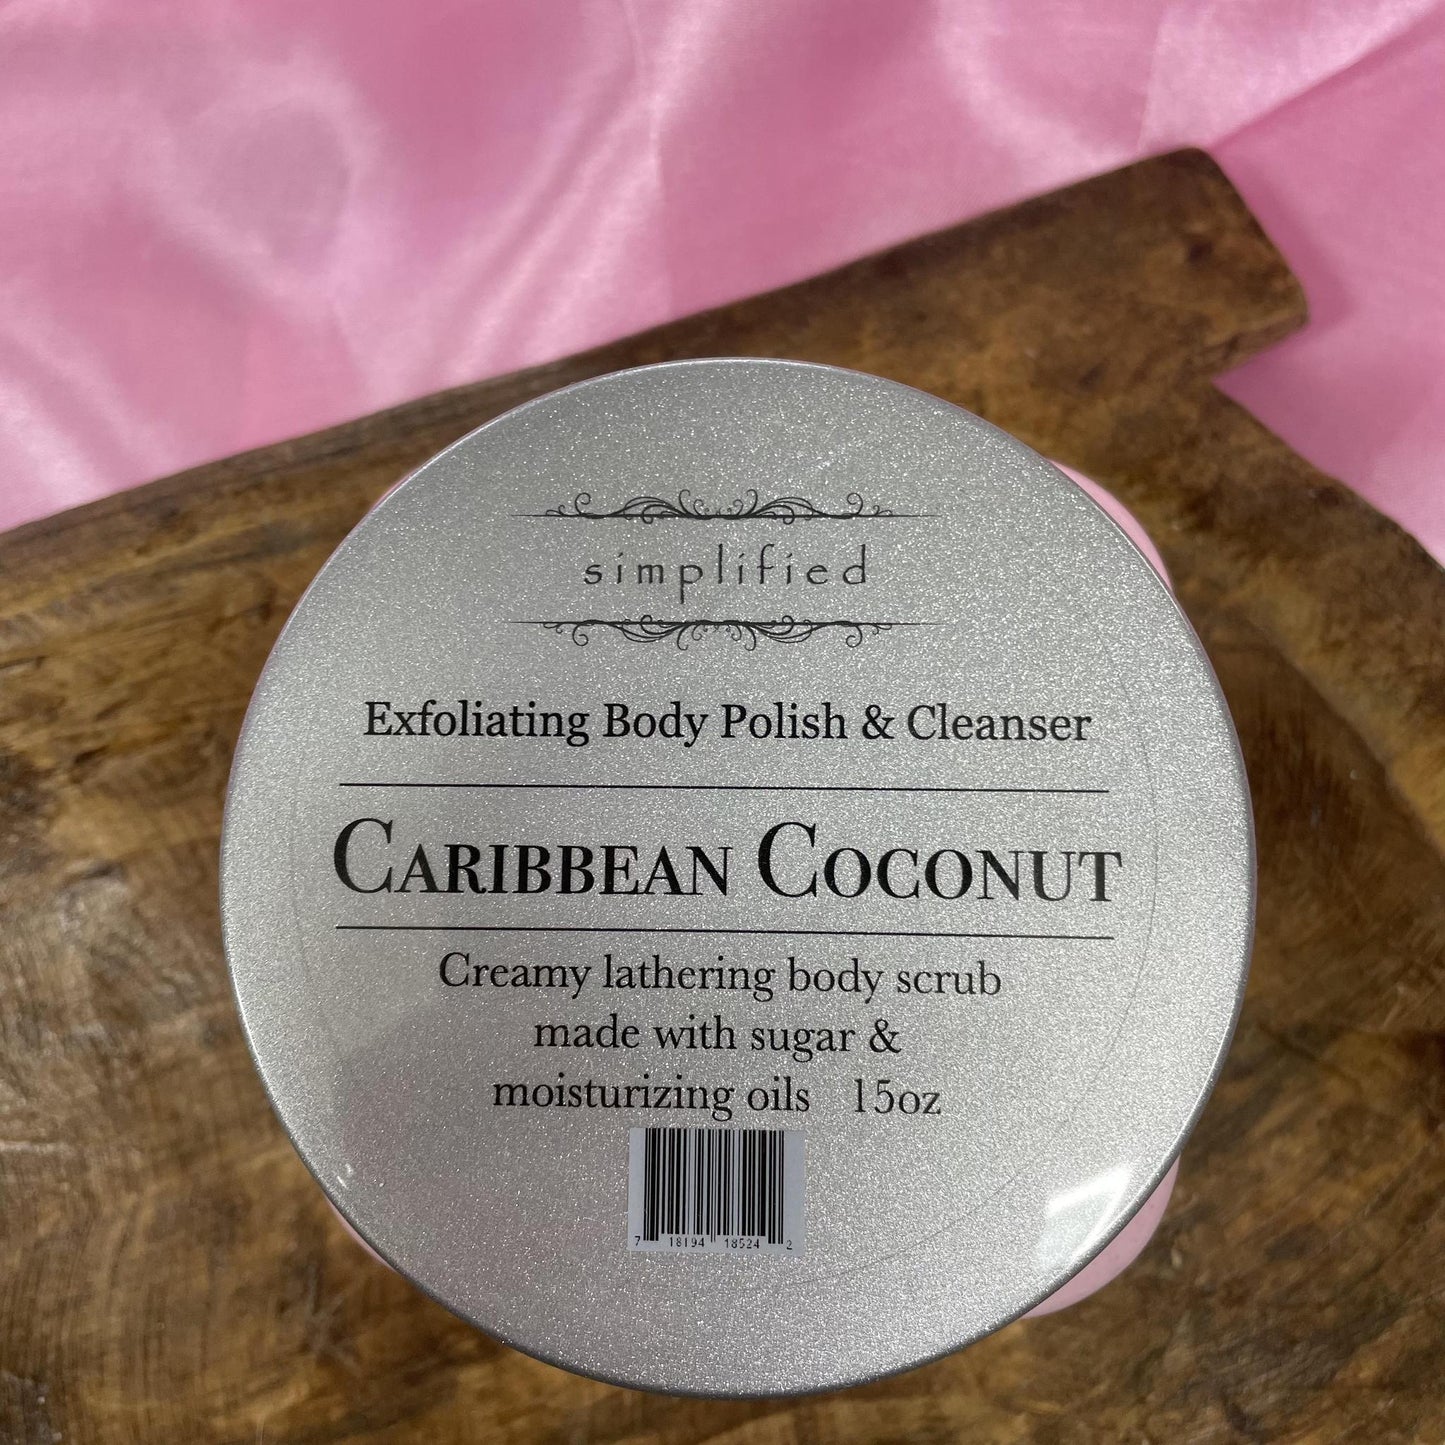 simplified
Exfoliating Body Polish & Cleanser
CARIBBEAN COCONUT
Creamy lathering body scrub
made with sugar &
moisturizing oils 15oz
7 18194 18524 2